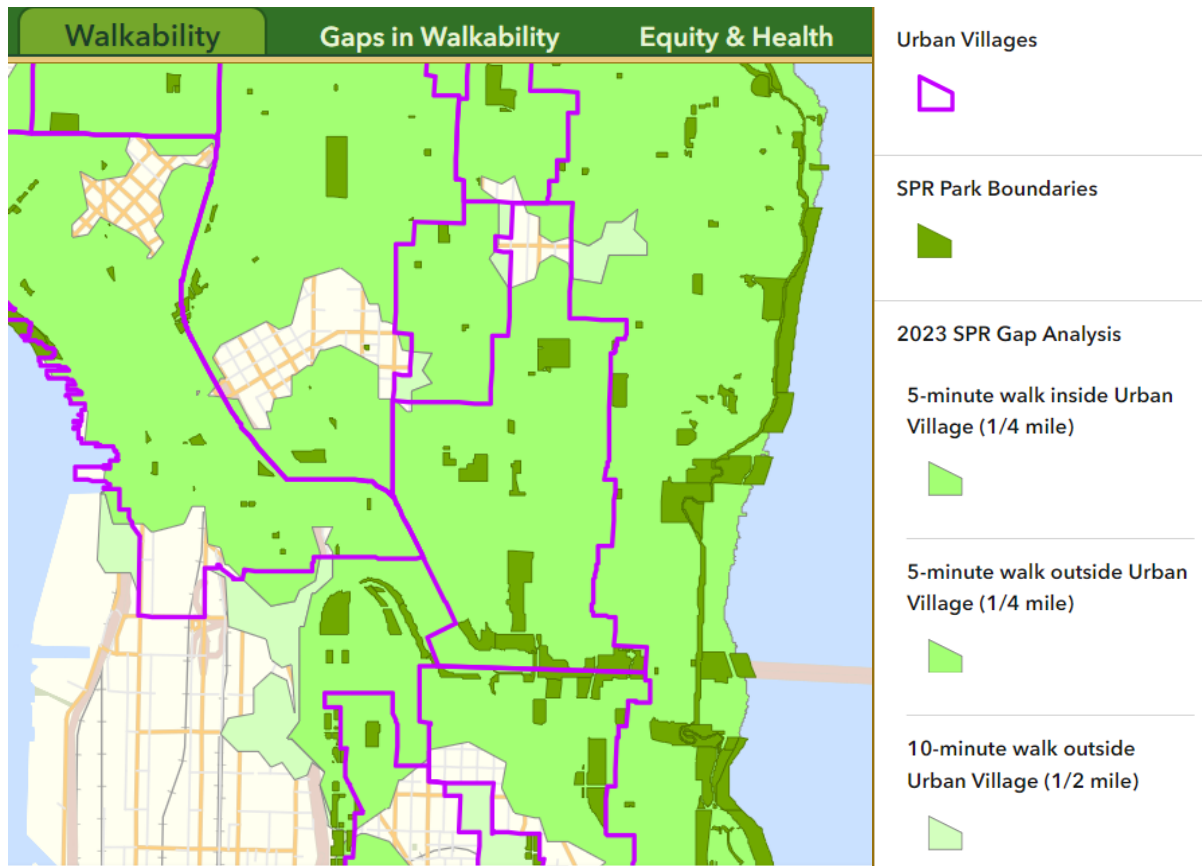 Walkability
Gaps in Walkability
Equity & Health
Urban Villages
SPR Park Boundaries
2023 SPR Gap Analysis
5-minute walk inside Urban
Village (1/4 mile)
5-minute walk outside Urban
Village (1/4 mile)
10-minute walk outside
Urban Village (1/2 mile)